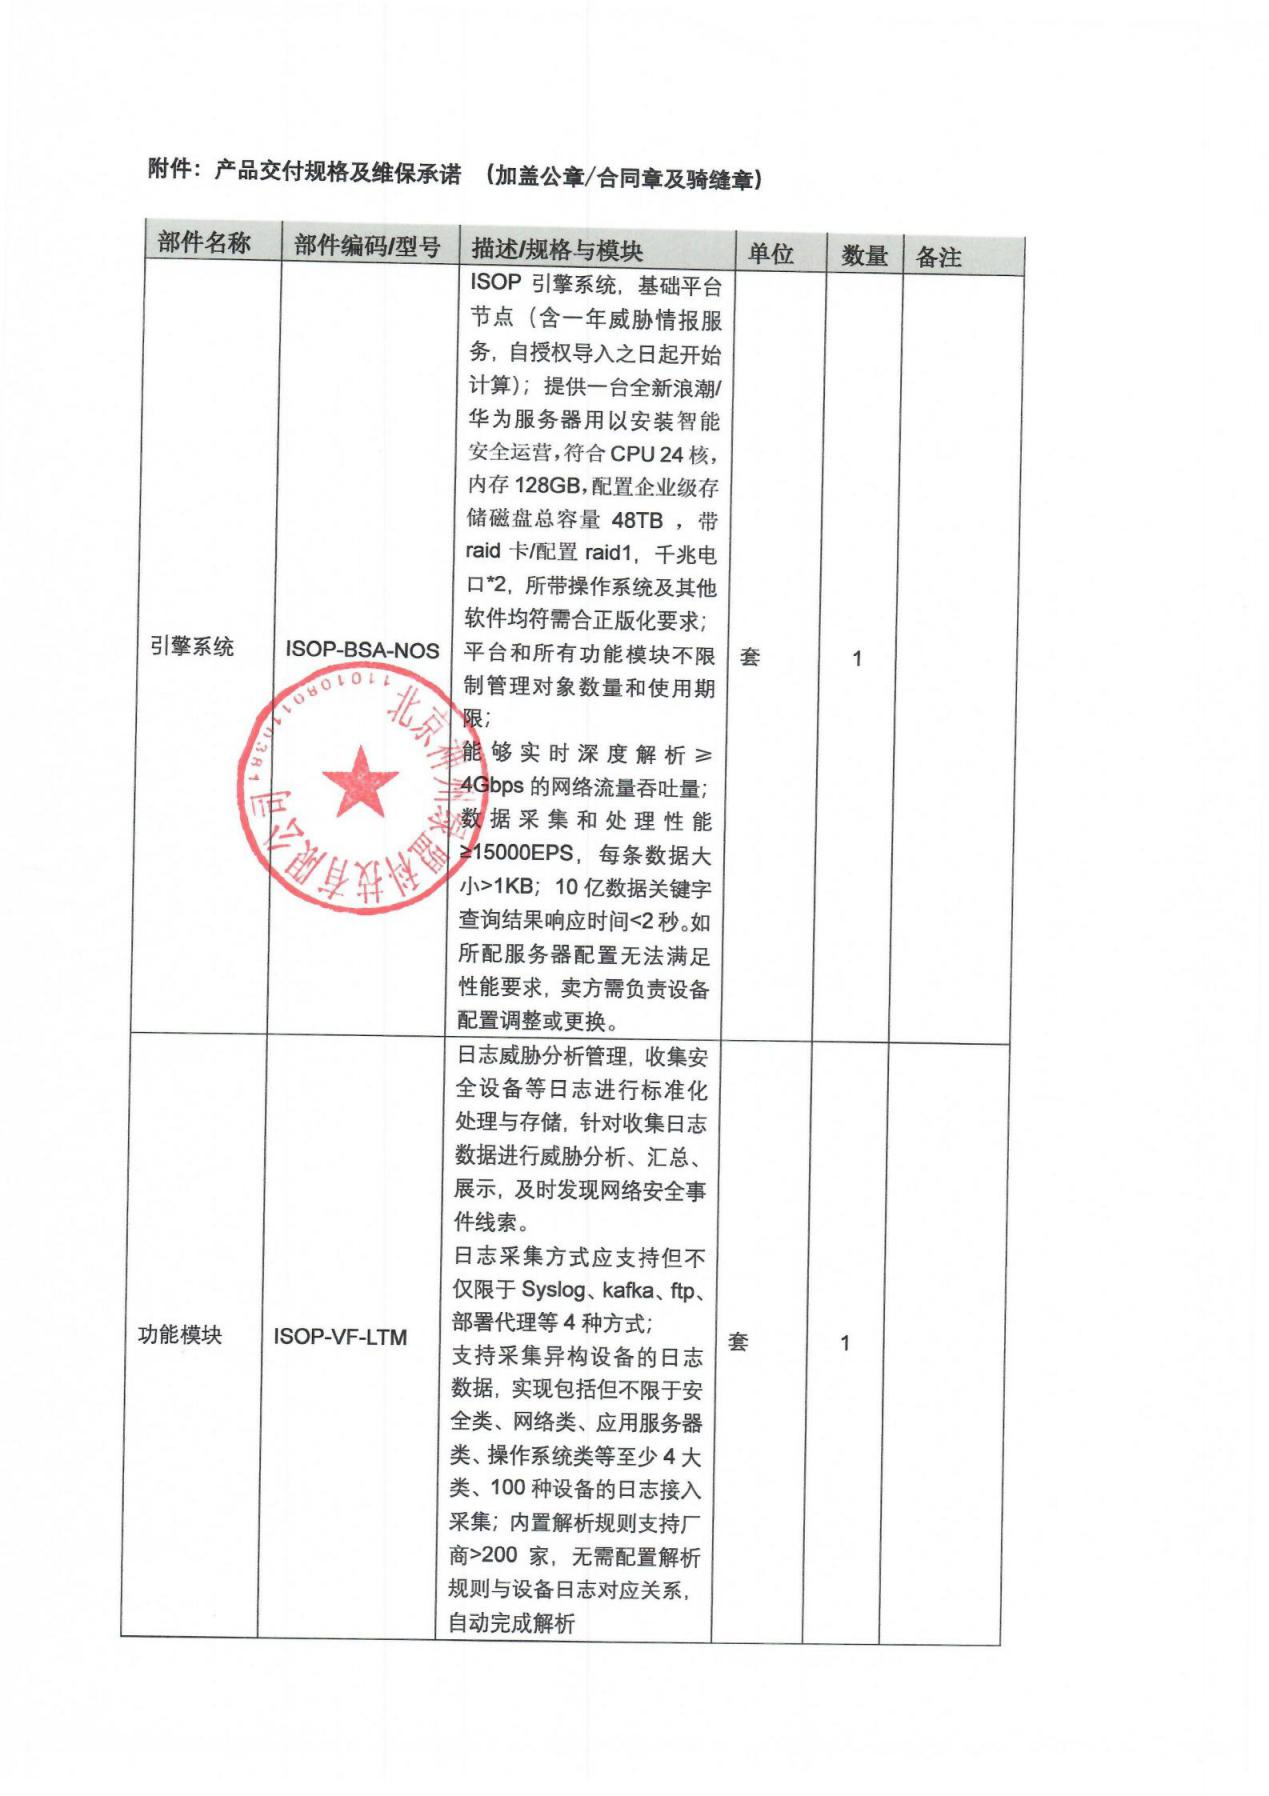 附件：产品交付规格及维保承诺 （加盖公章/合同章及骑缝章）
部件名称 部件编码/型号 描述/规格与模块 单位 数量 备注
ISOP 引擎系统，基础平台
节点（含一年威胁情报服
务，自授权导入之日起开始
计算）；提供一台全新浪潮/
华为服务器用以安装智能
安全运营，符合 CPU 24 核，
内存 128GB，配置企业级存
储磁盘总容量 48TB ，带
raid 卡/配置 raid1，千兆电
口*2，所带操作系统及其他
软件均符需合正版化要求；
引擎系统 ISOP-BSA-NOS 平台和所有功能模块不限 套 1
制管理对象数量和使用期
限；
能够实时深度解析≥
4Gbps 的网络流量吞吐量；
数据采集和处理性能
≥15000EPS，每条数据大
小>1KB；10 亿数据关键字
查询结果响应时间<2 秒。如
所配服务器配置无法满足
性能要求，卖方需负责设备
配置调整或更换。
北京神州绿盟科技有限公司
1101080110381
日志威胁分析管理，收集安
全设备等日志进行标准化
处理与存储，针对收集日志
数据进行威胁分析、汇总、
展示，及时发现网络安全事
件线索。
日志采集方式应支持但不
仅限于 Syslog、kafka、ftp、
部署代理等 4 种方式；
功能模块 ISOP-VF-LTM 支持采集异构设备的日志 套 1
数据，实现包括但不限于安
全类、网络类、应用服务器
类、操作系统类等至少 4 大
类、100 种设备的日志接入
采集；内置解析规则支持厂
商>200 家，无需配置解析
规则与设备日志对应关系，
自动完成解析